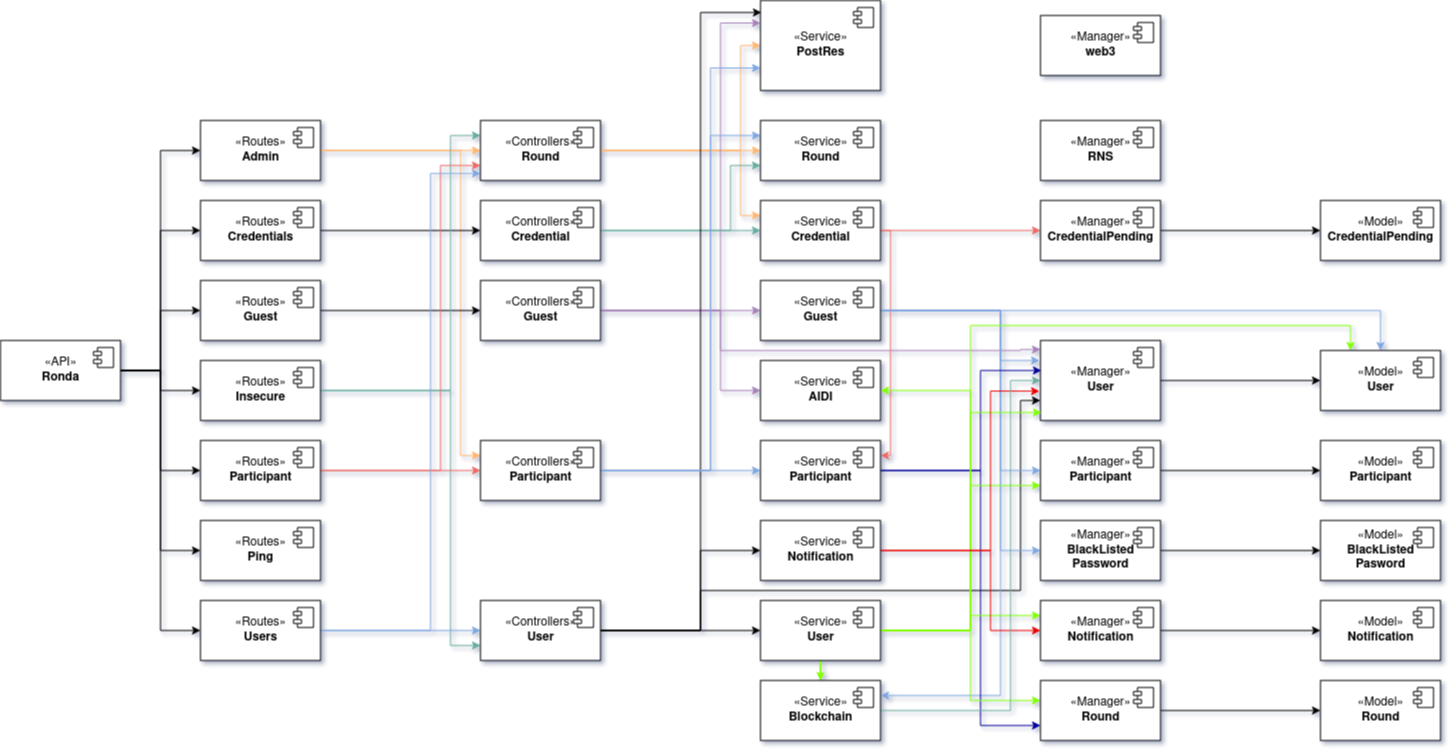 «API»
Ronda
«Routes»
Admin
«Routes»
Credentials
«Routes»
Guest
«Routes»
Insecure
«Routes»
Participant
«Routes»
Ping
«Routes»
Users
«Controllers»
Round
«Controllers»
Credential
«Controllers»
Guest
«Controllers»
Participant
«Controllers»
User
«Service»
PostRes
«Service»
Round
«Service»
Credential
«Service»
Guest
«Service»
AIDI
«Service»
Participant
«Service»
Notification
«Service»
User
«Service»
Blockchain
«Manager»
web3
«Manager»
RNS
«Manager»
CredentialPending
«Manager»
User
«Manager»
Participant
«Manager»
BlackListed
Password
«Manager»
Notification
«Manager»
Round
«Model»
CredentialPending
«Model»
User
«Model»
Participant
«Model»
BlackListed
Pasword
«Model»
Notification
«Model»
Round